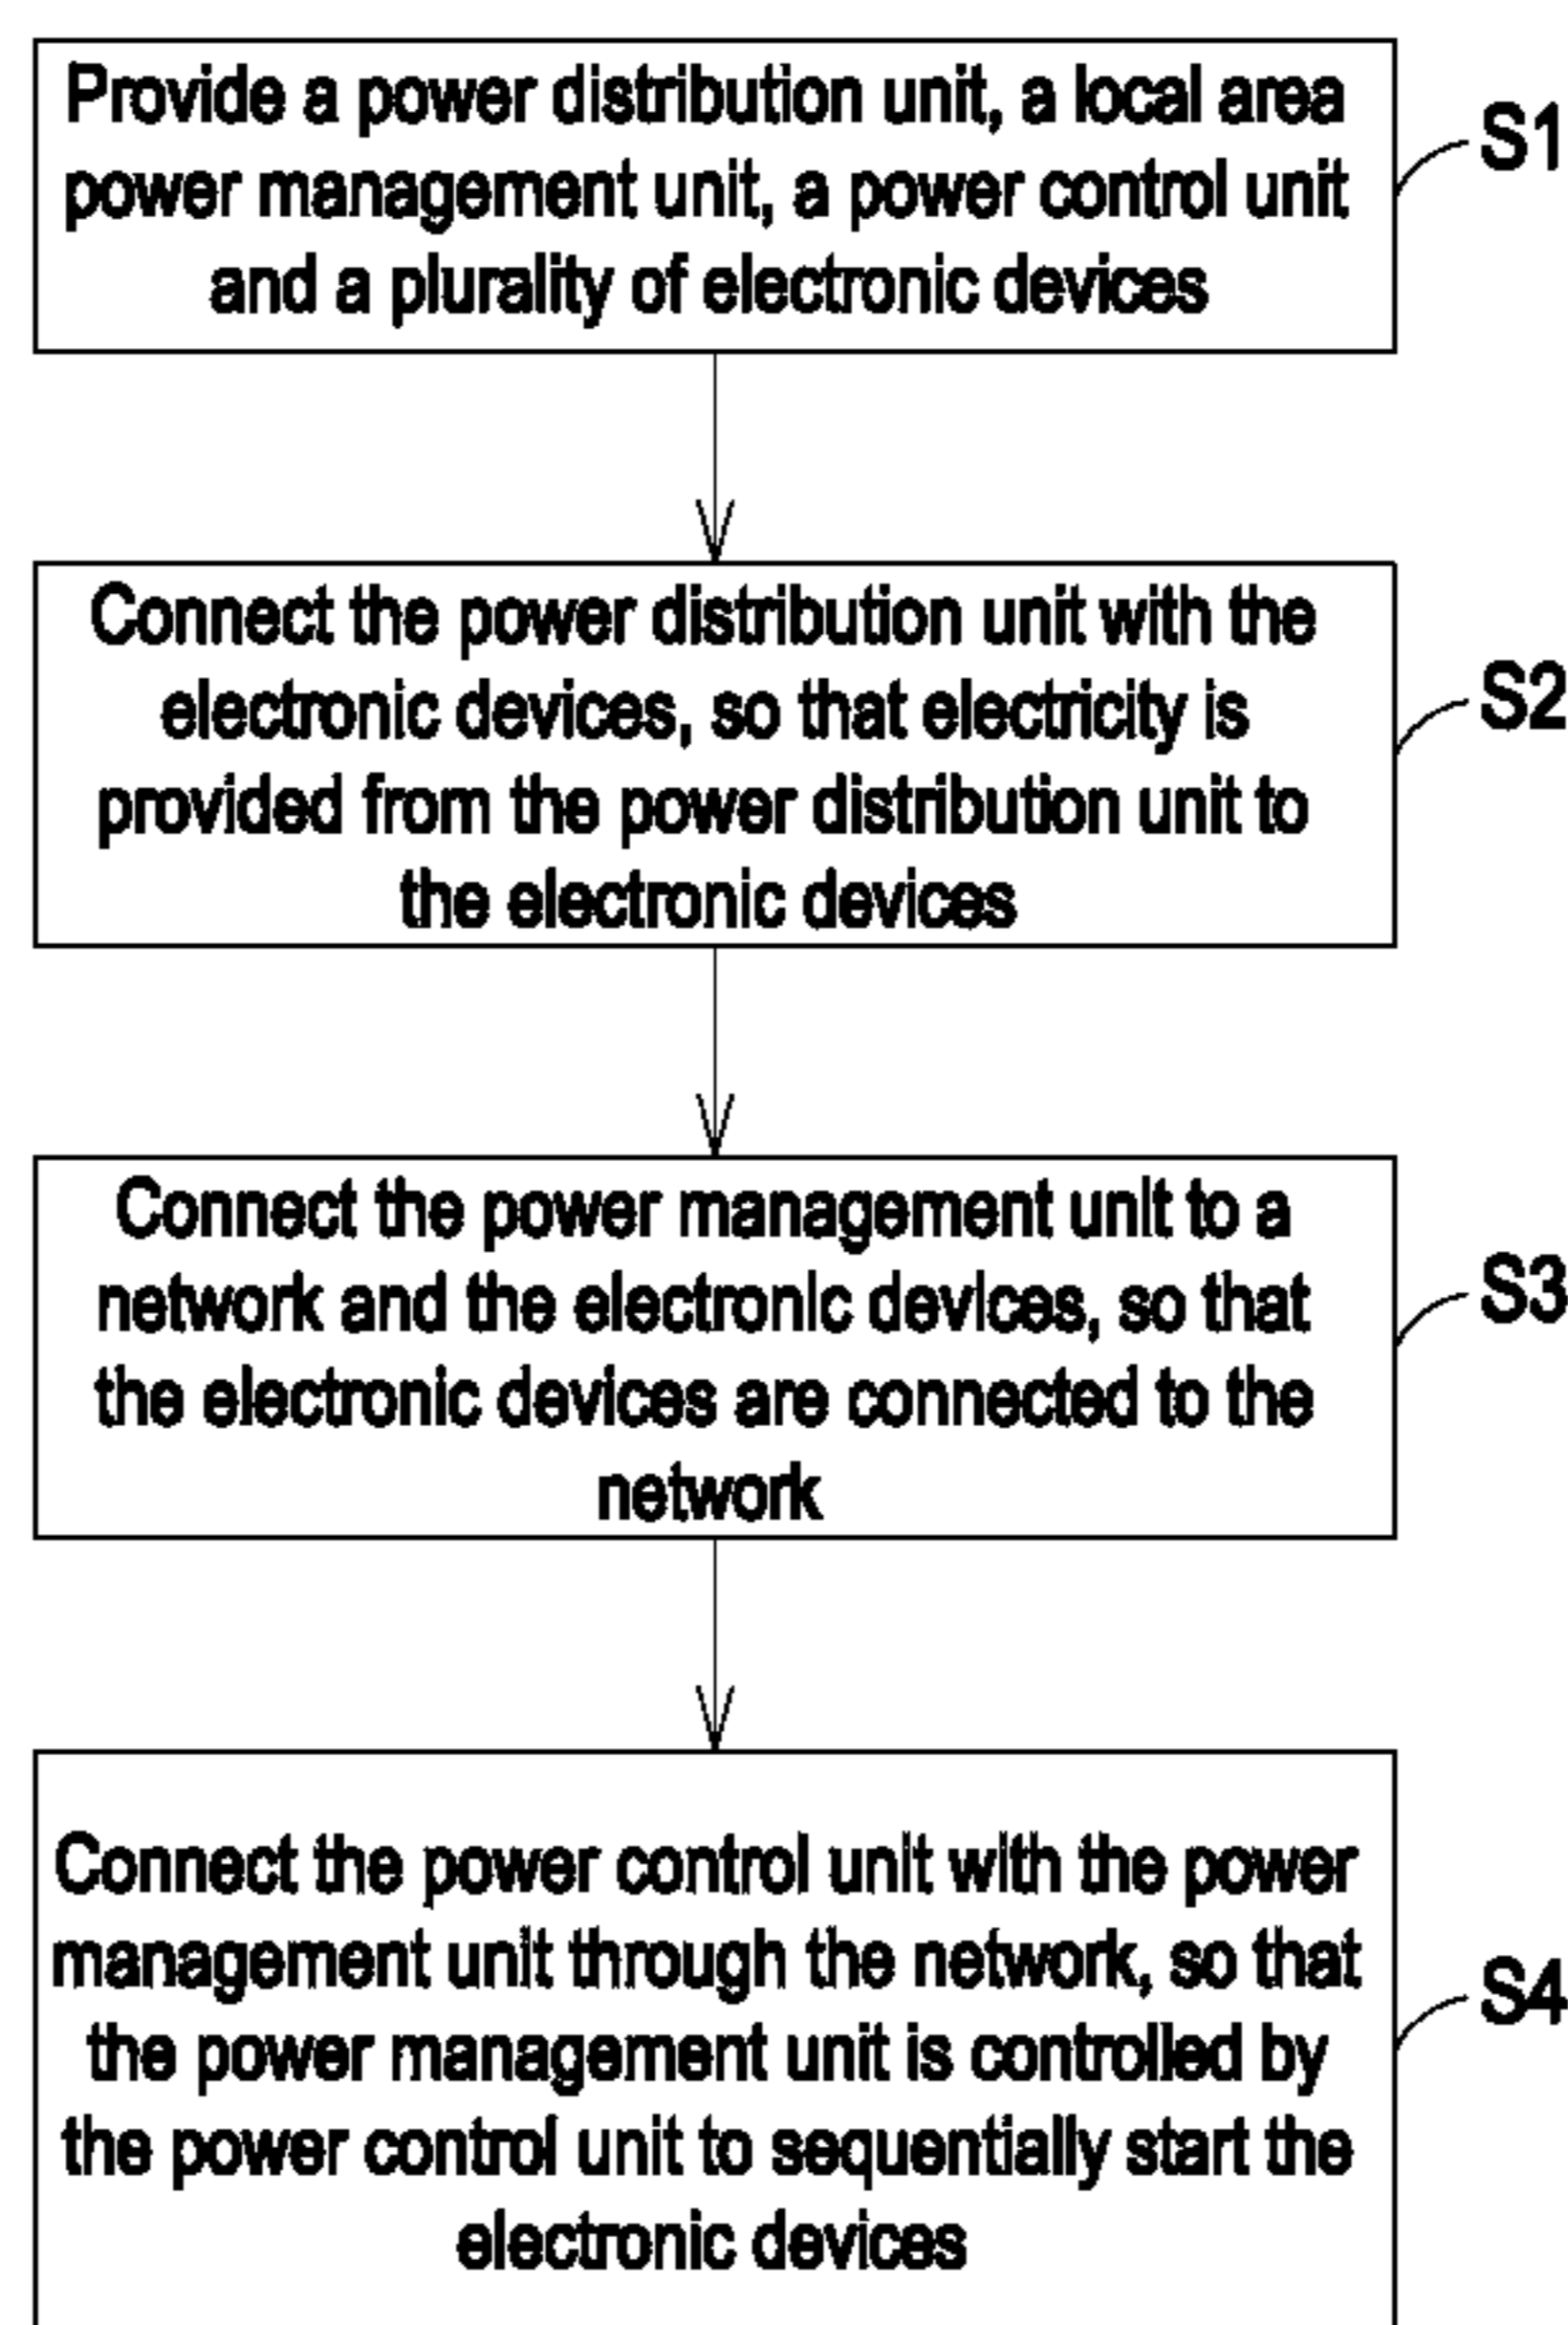 Provide a power distribution unit, a local area
power management unit, a power control unit
and a plurality of electronic devices
S1
Connect the power distribution unit with the
electronic devices, so that electricity is
provided from the power distribution unit to
the electronic devices
S2
Connect the power management unit to a
network and the electronic devices, so that
the electronic devices are connected to the
network
S3
Connect the power control unit with the power
management unit through the network, so that
the power management unit is controlled by
the power control unit to sequentially start the
electronic devices
S4